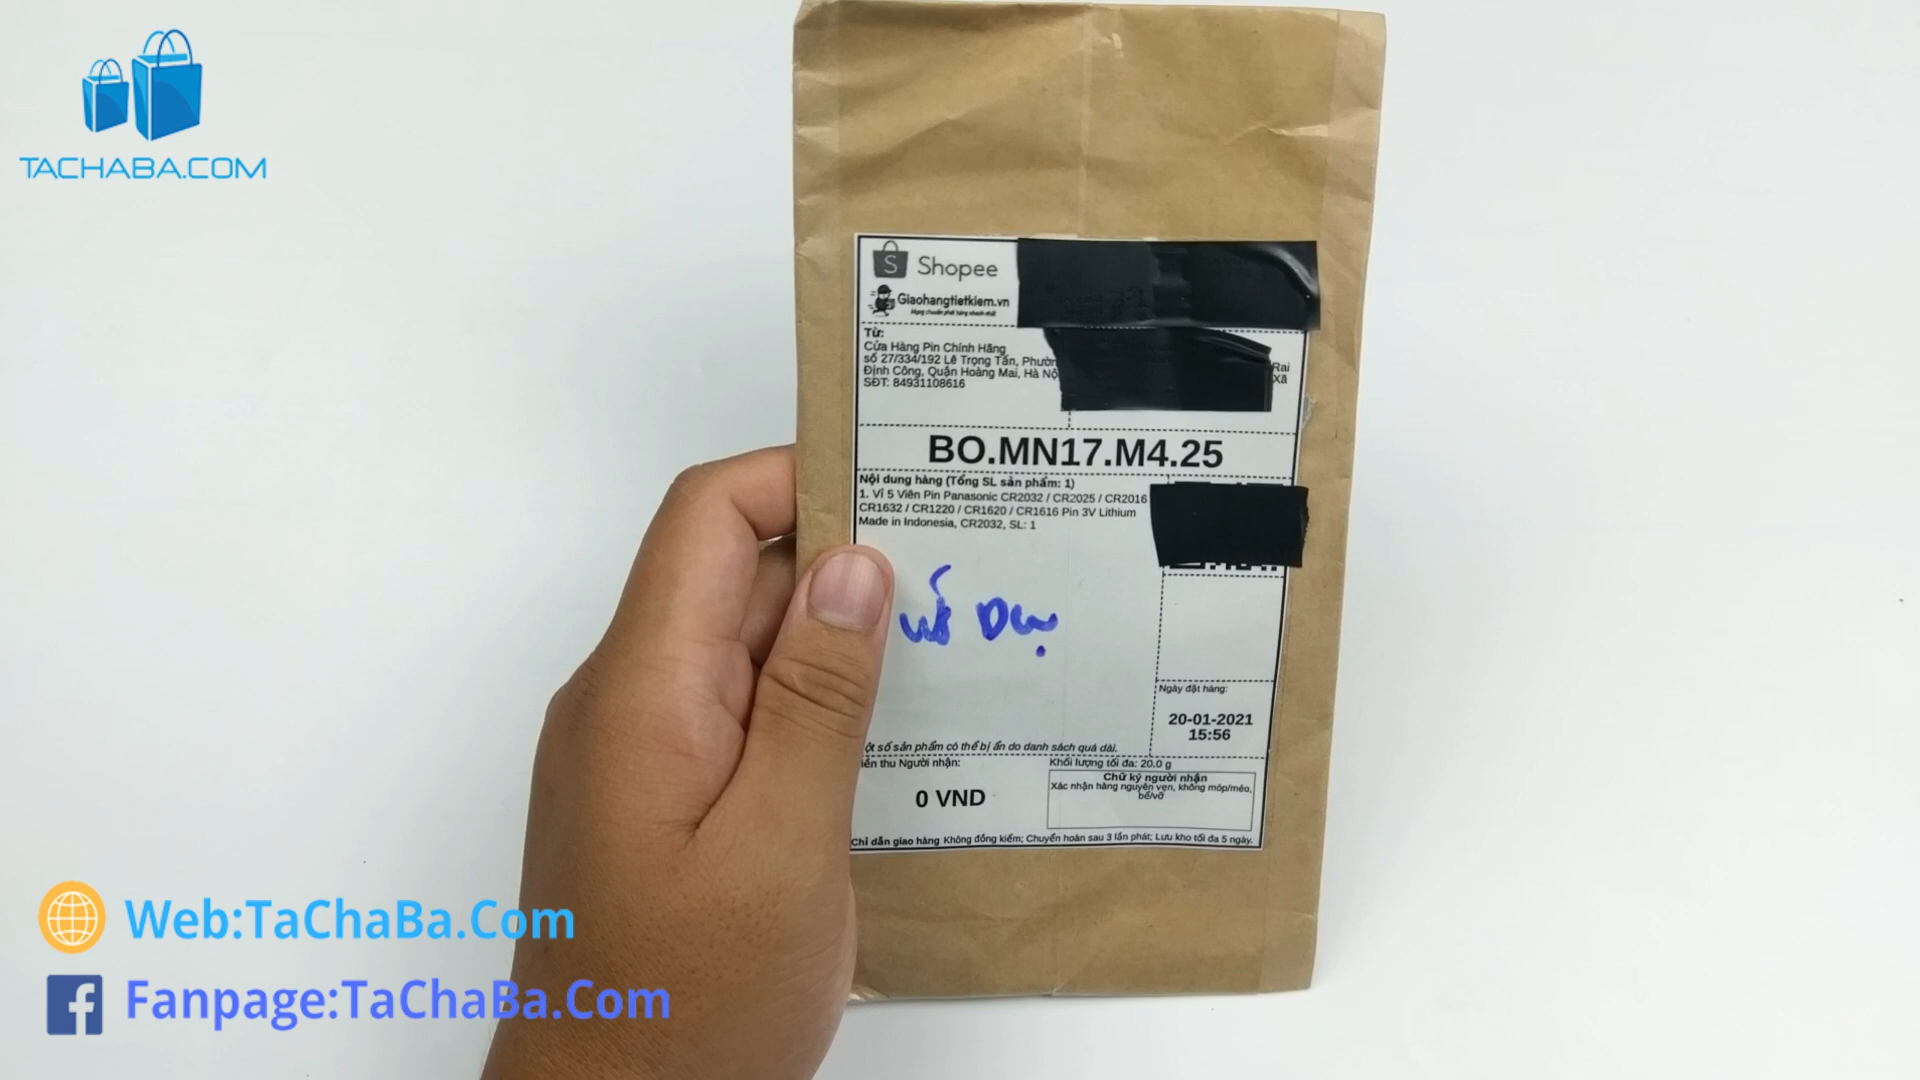 TACHABA.COM
Shopee
Giaohangtietkiem.vn
Mạng chuyển phát hàng nhanh nhất
Từ:
Cửa Hàng Pin Chính Hãng
số 27/334/192 Lê Trọng Tấn, Phườn
Định Công, Quận Hoàng Mai, Hà Nộ
SĐT: 84931108616
Rai
Xã
BO.MN17.M4.25
Nội dung hàng (Tổng SL sản phẩm: 1)
1. Vỉ 5 Viên Pin Panasonic CR2032 / CR2025 / CR2016
CR1632 / CR1220 / CR1620 / CR1616 Pin 3V Lithium
Made in Indonesia, CR2032, SL: 1
Ngày đặt hàng:
20-01-2021
15:56
ột số sản phẩm có thể bị ẩn do danh sách quá dài.
iền thu Người nhận:
0 VND
Khối lượng tối đa: 20.0 g
Chữ ký người nhận
Xác nhận hàng nguyên vẹn, không móp/méo,
bể/vỡ
Chỉ dẫn giao hàng Không đồng kiểm; Chuyển hoàn sau 3 lần phát; Lưu kho tối đa 5 ngày.
Web:TaChaBa.Com
Fanpage:TaChaBa.Com